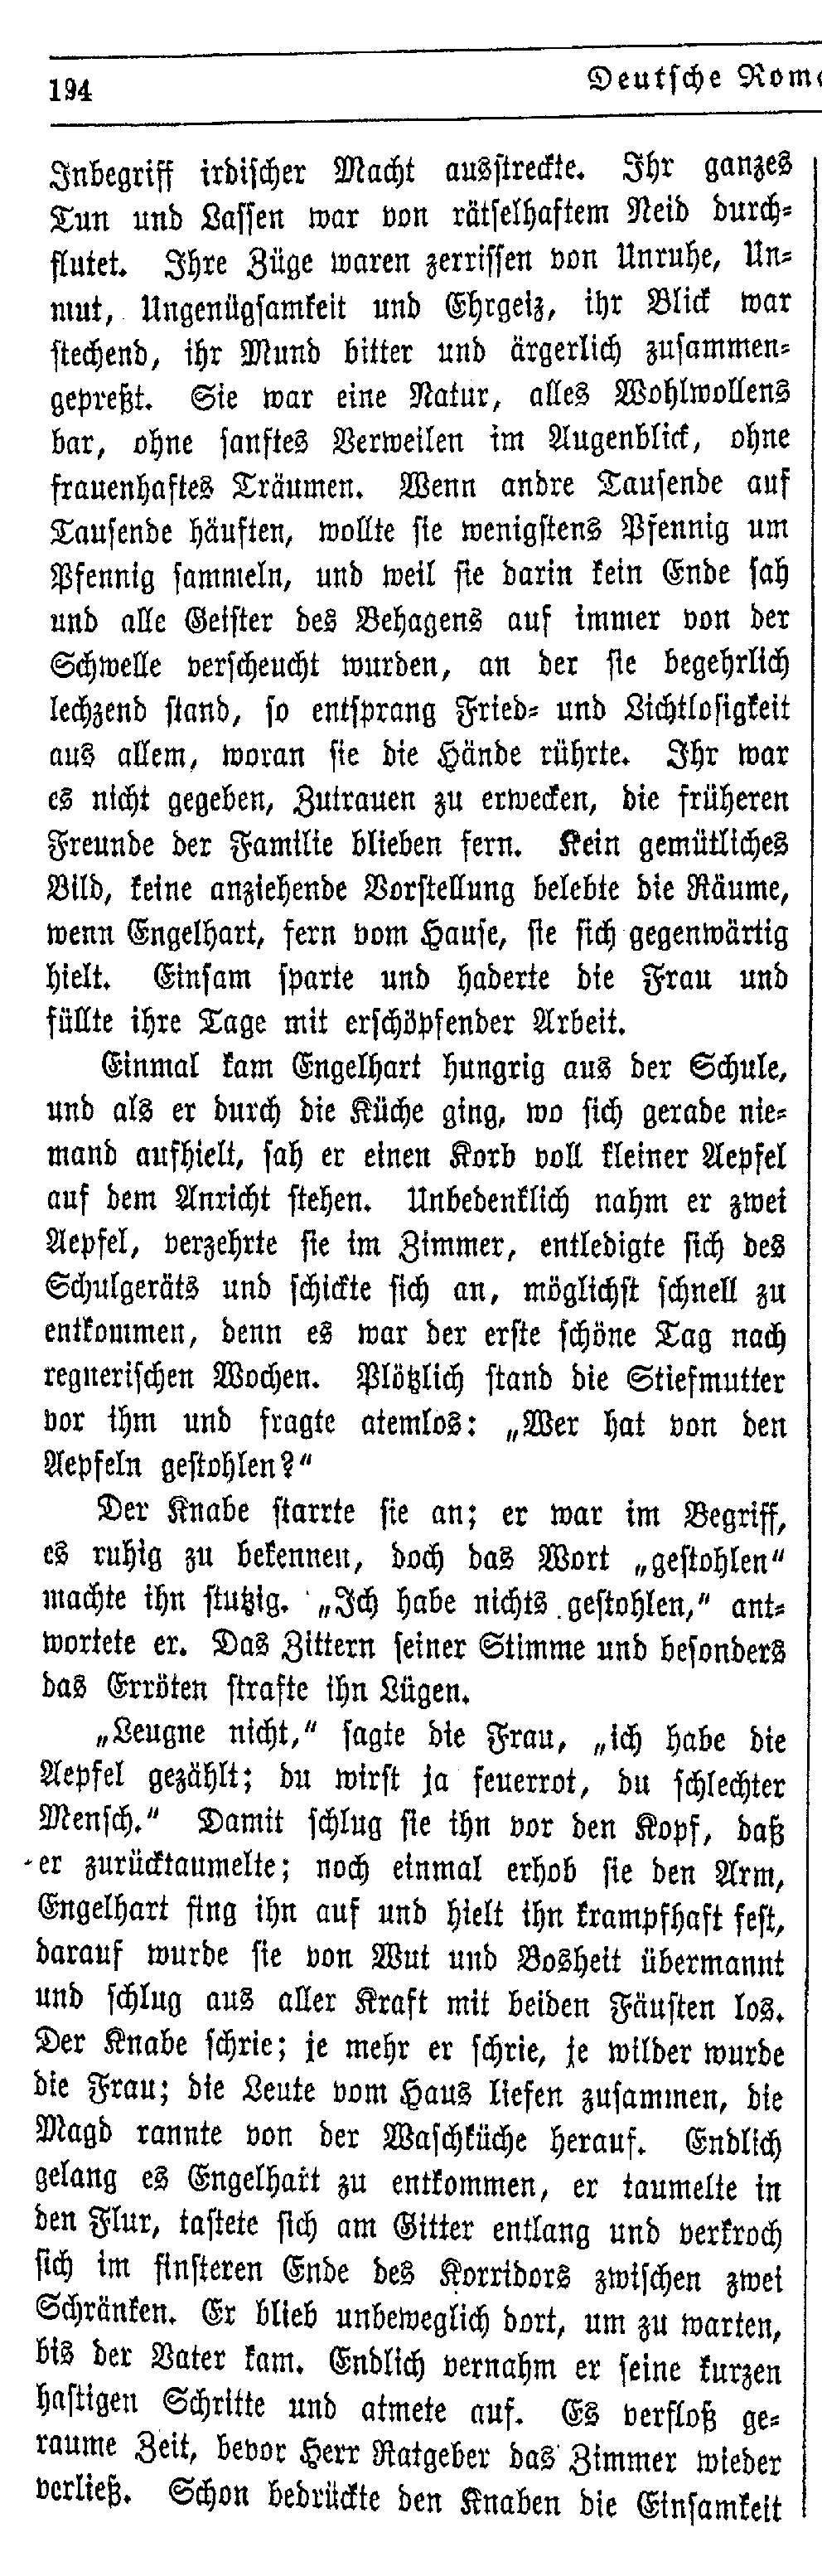 194
Deutsche Rom
Inbegriff irdischer Macht ausstreckte. Ihr ganzes
Tun und Lassen war von rätselhaftem Neid durch-
flutet. Ihre Züge waren zerrissen von Unruhe, Un-
mut, Ungenügsamkeit und Ehrgeiz, ihr Blick war
stechend, ihr Mund bitter und ärgerlich zusammen-
gepreßt. Sie war eine Natur, alles Wohlwollens
bar, ohne sanftes Verweilen im Augenblick, ohne
frauenhaftes Träumen. Wenn andre Tausende auf
Tausende häuften, wollte sie wenigstens Pfennig um
Pfennig sammeln, und weil sie darin kein Ende sah
und alle Geister des Behagens auf immer von der
Schwelle verscheucht wurden, an der sie begehrlich
lechzend stand, so entsprang Fried- und Lichtlosigkeit
aus allem, woran sie die Hände rührte. Ihr war
es nicht gegeben, Zutrauen zu erwecken, die früheren
Freunde der Familie blieben fern. Kein gemütliches
Bild, keine anziehende Vorstellung belebte die Räume,
wenn Engelhart, fern vom Hause, sie sich gegenwärtig
hielt. Einsam sparte und haderte die Frau und
füllte ihre Tage mit erschöpfender Arbeit.
Einmal kam Engelhart hungrig aus der Schule,
und als er durch die Küche ging, wo sich gerade nie-
mand aufhielt, sah er einen Korb voll kleiner Aepfel
auf dem Anricht stehen. Unbedenklich nahm er zwei
Aepfel, verzehrte sie im Zimmer, entledigte sich des
Schulgeräts und schickte sich an, möglichst schnell zu
entkommen, denn es war der erste schöne Tag nach
regnerischen Wochen. Plötzlich stand die Stiefmutter
vor ihm und fragte atemlos: „Wer hat von den
Aepfeln gestohlen?“
Der Knabe starrte sie an; er war im Begriff,
es ruhig zu bekennen, doch das Wort „gestohlen“
machte ihn stutzig. „Ich habe nichts gestohlen,“ ant-
wortete er. Das Zittern seiner Stimme und besonders
das Erröten strafte ihn Lügen.
„Leugne nicht,“ sagte die Frau, „ich habe die
Aepfel gezählt; du wirst ja feuerrot, du schlechter
Mensch.“ Damit schlug sie ihn vor den Kopf, daß
er zurücktaumelte; noch einmal erhob sie den Arm,
Engelhart fing ihn auf und hielt ihn krampfhaft fest,
darauf wurde sie von Wut und Bosheit übermannt
und schlug aus aller Kraft mit beiden Fäusten los.
Der Knabe schrie; je mehr er schrie, je wilder wurde
die Frau; die Leute vom Haus liefen zusammen, die
Magd rannte von der Waschküche herauf. Endlich
gelang es Engelhart zu entkommen, er taumelte in
den Flur, tastete sich am Gitter entlang und verkroch
sich im finsteren Ende des Korridors zwischen zwei
Schränken. Er blieb unbeweglich dort, um zu warten,
bis der Vater kam. Endlich vernahm er seine kurzen
hastigen Schritte und atmete auf. Es verfloß ge-
raume Zeit, bevor Herr Ratgeber das Zimmer wieder
verließ. Schon bedrückte den Knaben die Einsamkeit